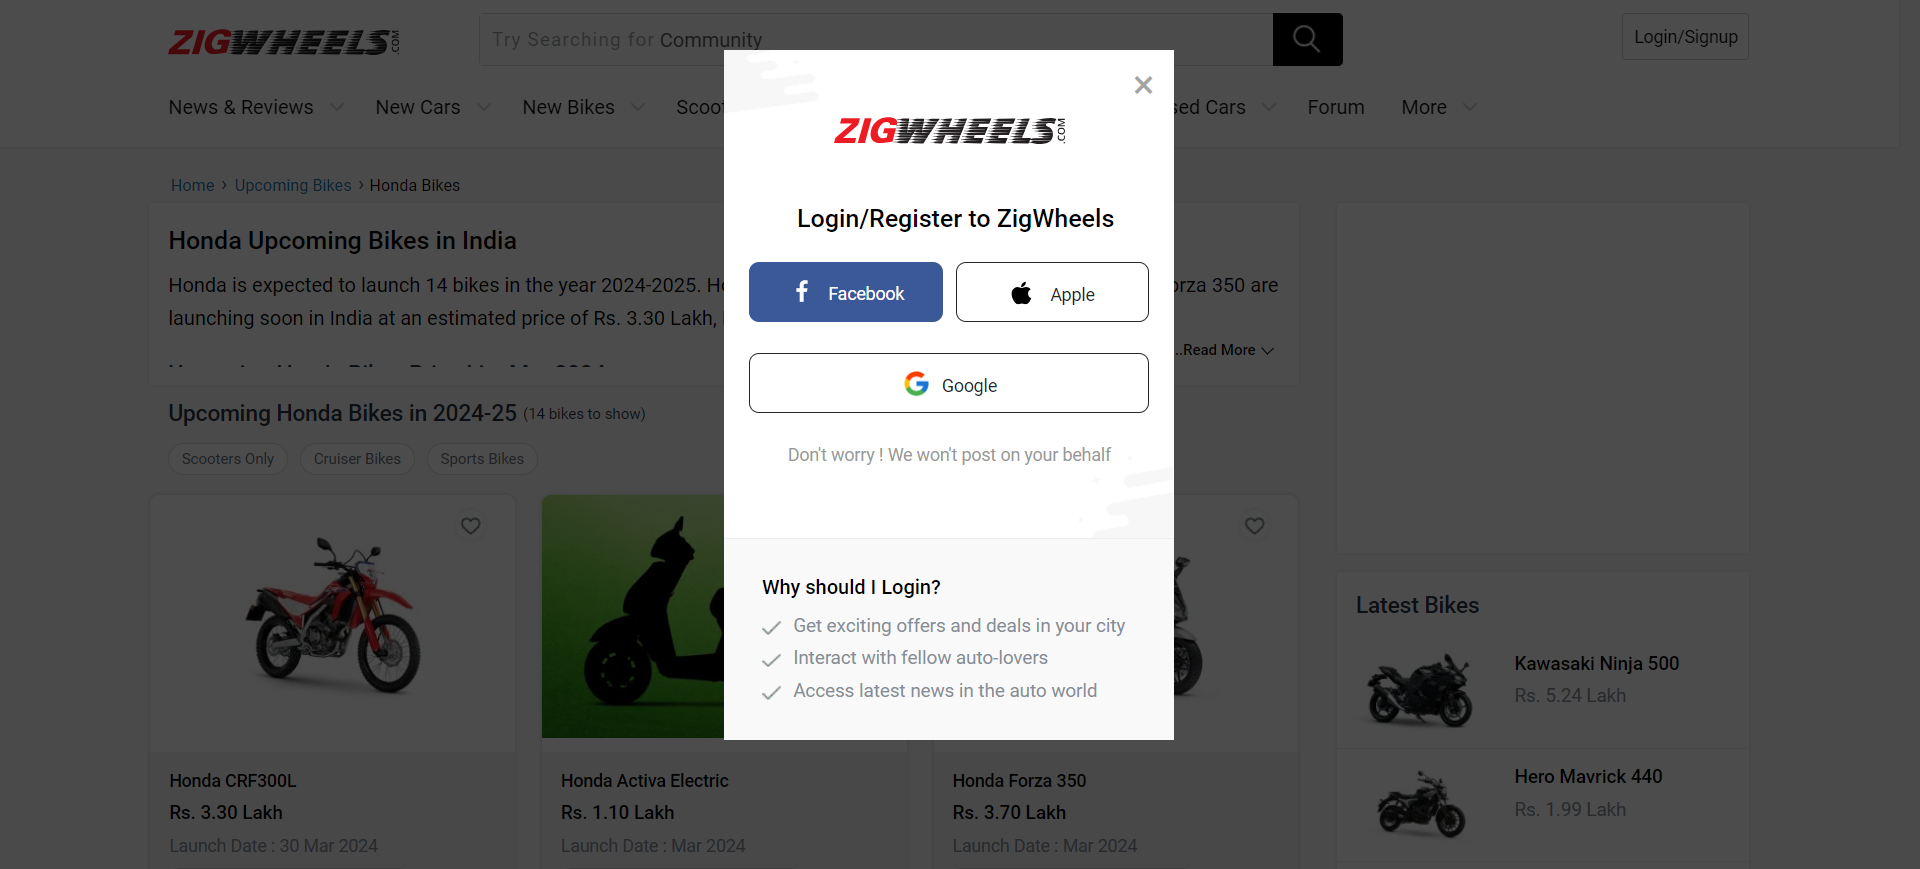 ZIGWHEELS.COM
Try Searching for Community
Login/Signup
News & Reviews New Cars New Bikes Scoot sed Cars Forum More
Home › Upcoming Bikes › Honda Bikes
Honda Upcoming Bikes in India
Honda is expected to launch 14 bikes in the year 2024-2025. H rza 350 are
launching soon in India at an estimated price of Rs. 3.30 Lakh,
..Read More
Upcoming Honda Bikes in 2024-25 (14 bikes to show)
Scooters Only Cruiser Bikes Sports Bikes
Honda CRF300L
Rs. 3.30 Lakh
Launch Date : 30 Mar 2024
Honda Activa Electric
Rs. 1.10 Lakh
Launch Date : Mar 2024
Honda Forza 350
Rs. 3.70 Lakh
Launch Date : Mar 2024
Latest Bikes
Kawasaki Ninja 500
Rs. 5.24 Lakh
Hero Mavrick 440
Rs. 1.99 Lakh
ZIGWHEELS.COM
Login/Register to ZigWheels
Facebook
Apple
Google
Don't worry ! We won't post on your behalf
Why should I Login?
Get exciting offers and deals in your city
Interact with fellow auto-lovers
Access latest news in the auto world